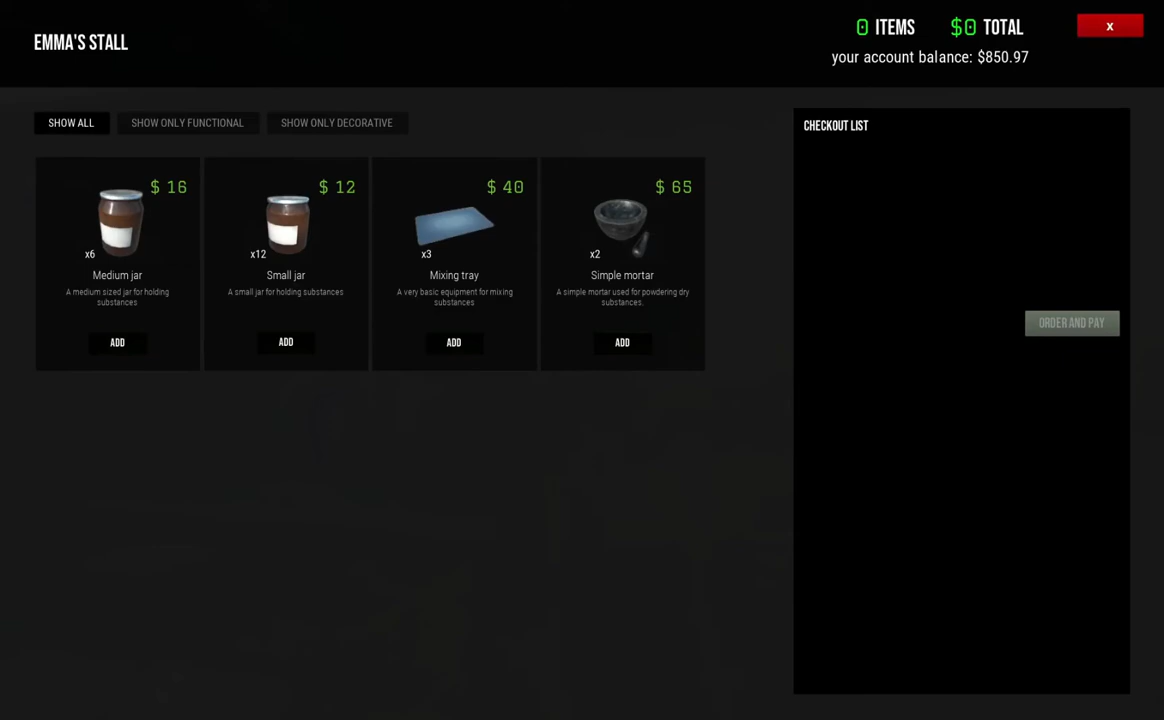 EMMA'S STALL
0 ITEMS $0 TOTAL
x
your account balance: $850.97
SHOW ALL SHOW ONLY FUNCTIONAL SHOW ONLY DECORATIVE
CHECKOUT LIST
$ 16
x6
Medium jar
A medium sized jar for holding
substances
ADD
$ 12
x12
Small jar
A small jar for holding substances
ADD
$ 40
x3
Mixing tray
A very basic equipment for mixing
substances
ADD
$ 65
x2
Simple mortar
A simple mortar used for powdering dry
substances.
ADD
ORDER AND PAY